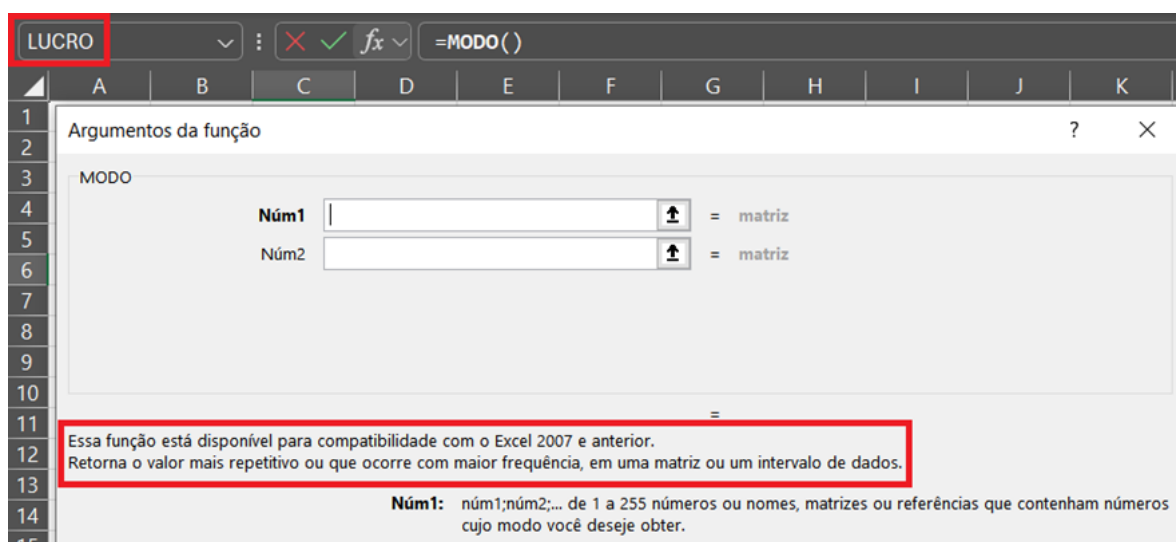 LUCRO fx =MODO()
A B C D E F G H I J K
1
Argumentos da função ? ×
2
3 MODO
4 Núm1 = matriz
5
6 Núm2 = matriz
7
8
9
10
11 =
Essa função está disponível para compatibilidade com o Excel 2007 e anterior.
12 Retorna o valor mais repetitivo ou que ocorre com maior frequência, em uma matriz ou um intervalo de dados.
13
14 Núm1: núm1;núm2;... de 1 a 255 números ou nomes, matrizes ou referências que contenham números
cujo modo você deseje obter.
15